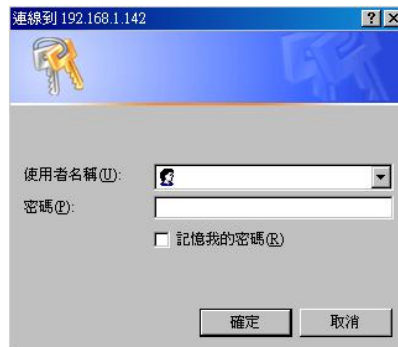 連線到 192.168.1.142
使用者名稱(U):
密碼(P):
記憶我的密碼(R)
確定
取消